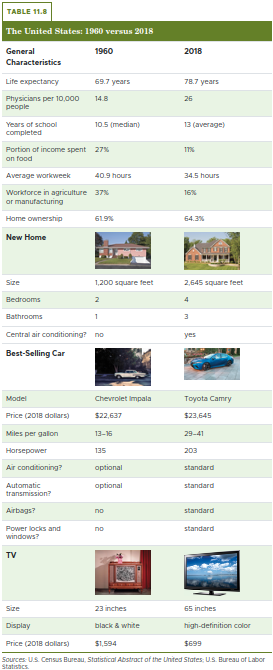 TABLE 11.8
The United States: 1960 versus 2018
General 1960 2018
Characteristics
Life expectancy 69.7 years 78.7 years
Physicians per 10,000 14.8 26
people
Years of school 10.5 (median) 13 (average)
completed
Portion of income spent 27% 11%
on food
Average workweek 40.9 hours 34.5 hours
Workforce in agriculture 37% 16%
or manufacturing
Home ownership 61.9% 64.3%
New Home
Size 1,200 square feet 2,645 square feet
Bedrooms 2 4
Bathrooms 1 3
Central air conditioning? no yes
Best-Selling Car
Model Chevrolet Impala Toyota Camry
Price (2018 dollars) $22,637 $23,645
Miles per gallon 13–16 29–41
Horsepower 135 203
Air conditioning? optional standard
Automatic optional standard
transmission?
Airbags? no standard
Power locks and no standard
windows?
TV
Size 23 inches 65 inches
Display black & white high-definition color
Price (2018 dollars) $1,594 $699
Sources: U.S. Census Bureau, Statistical Abstract of the United States; U.S. Bureau of Labor
Statistics.